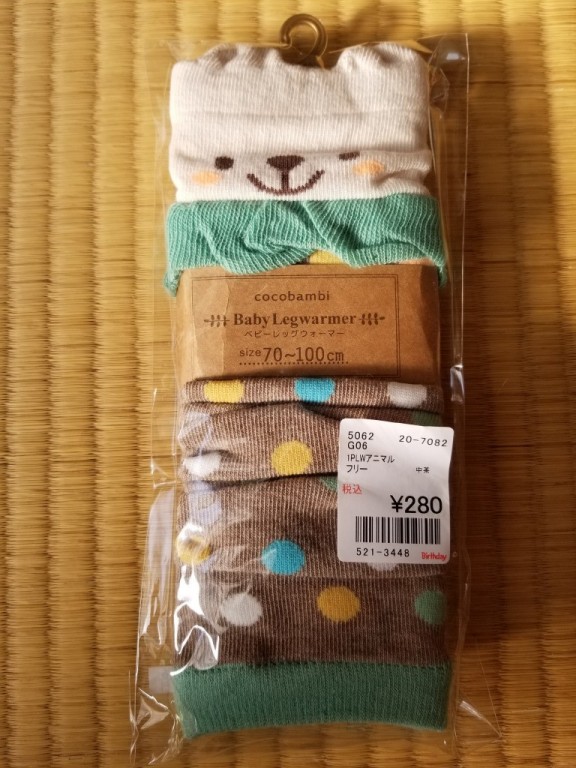 cocobambi
Baby Legwarmer
ベビーレッグウォーマー
size 70~100cm
5062 20-7082
G06
1PLWアニマル
フリー 中茶
税込
¥280
521-3448 Birthday